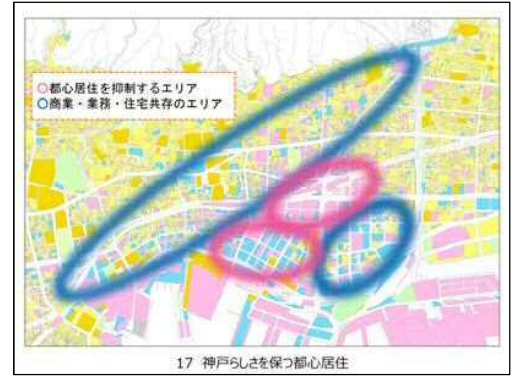 ○都心居住を抑制するエリア
○商業・業務・住宅共存のエリア
17 神戸らしさを保つ都心居住